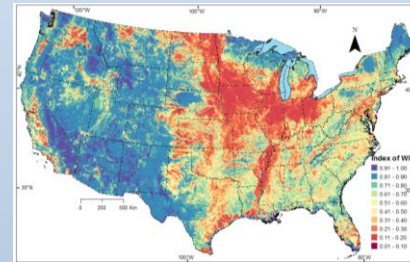 100°W
80°W
N
Index of Wi
0.91 - 1.00
0.81 - 0.90
0.71 - 0.80
0.61 - 0.70
0.51 - 0.60
0.41 - 0.50
0.31 - 0.40
0.21 - 0.30
0.11 - 0.20
0.01 - 0.10
0 250 500 Km
30°N
100°W